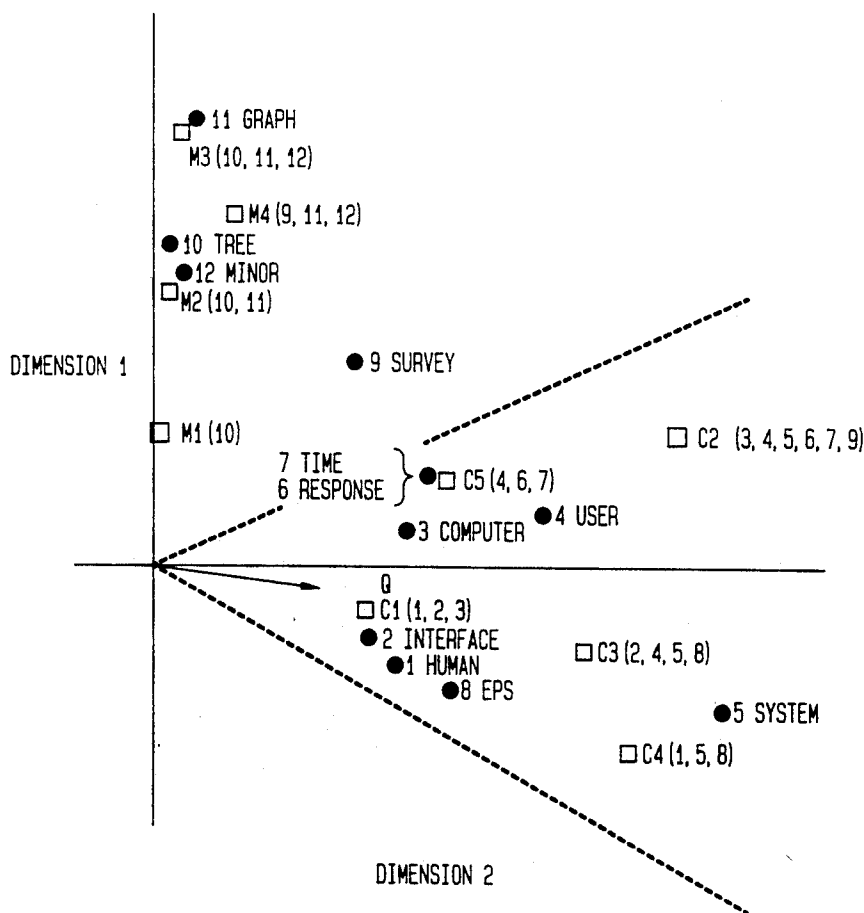 11 GRAPH
M3 (10, 11, 12)
M4 (9, 11, 12)
10 TREE
12 MINOR
M2 (10, 11)
DIMENSION 1
9 SURVEY
M1 (10)
C2 (3, 4, 5, 6, 7, 9)
7 TIME
6 RESPONSE
C5 (4, 6, 7)
4 USER
3 COMPUTER
Q
C1 (1, 2, 3)
2 INTERFACE
C3 (2, 4, 5, 8)
1 HUMAN
8 EPS
5 SYSTEM
C4 (1, 5, 8)
DIMENSION 2